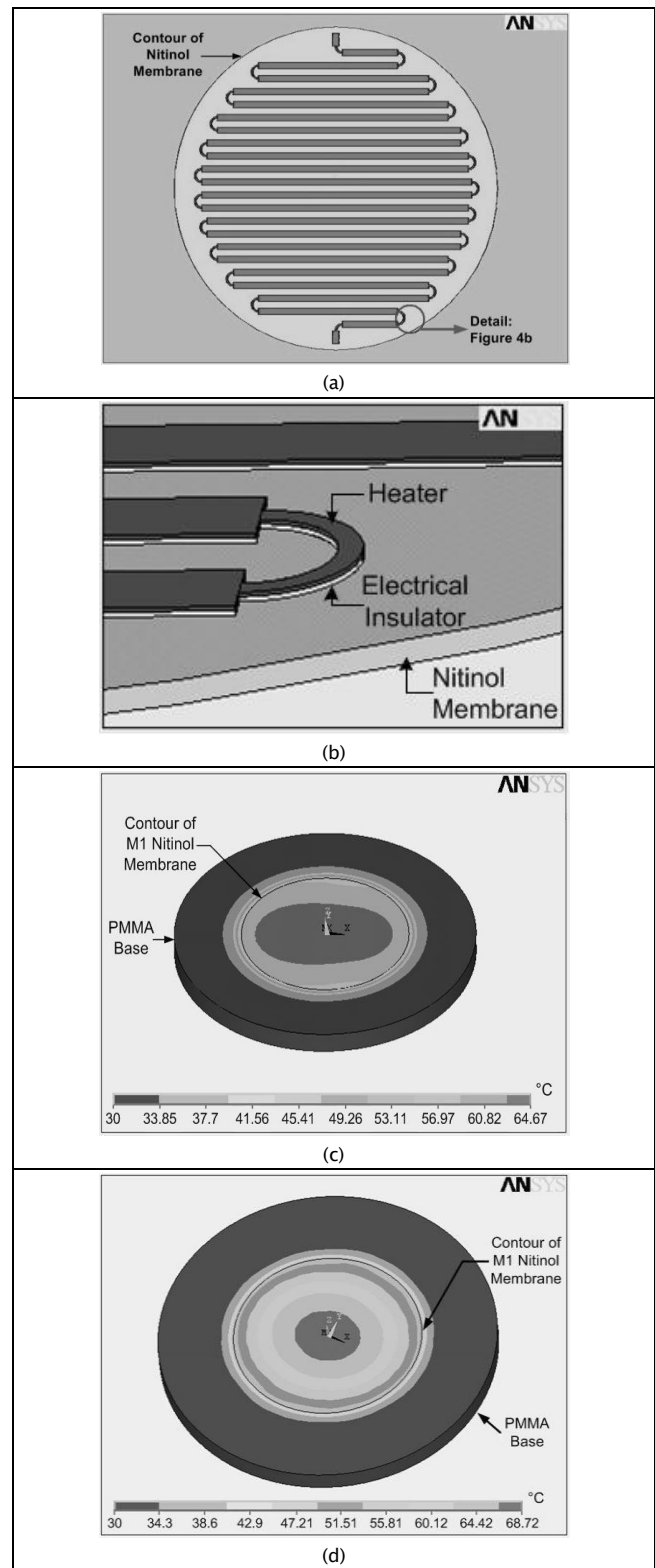 ANSYS
Contour of
Nitinol
Membrane
Detail:
Figure 4b
(a)
AN
Heater
Electrical
Insulator
Nitinol
Membrane
(b)
ANSYS
Contour of
M1 Nitinol
Membrane
PMMA
Base
Z
X
°C
30 33.85 37.7 41.56 45.41 49.26 53.11 56.97 60.82 64.67
(c)
ANSYS
Contour of
M1 Nitinol
Membrane
X
PMMA
Base
°C
30 34.3 38.6 42.9 47.21 51.51 55.81 60.12 64.42 68.72
(d)